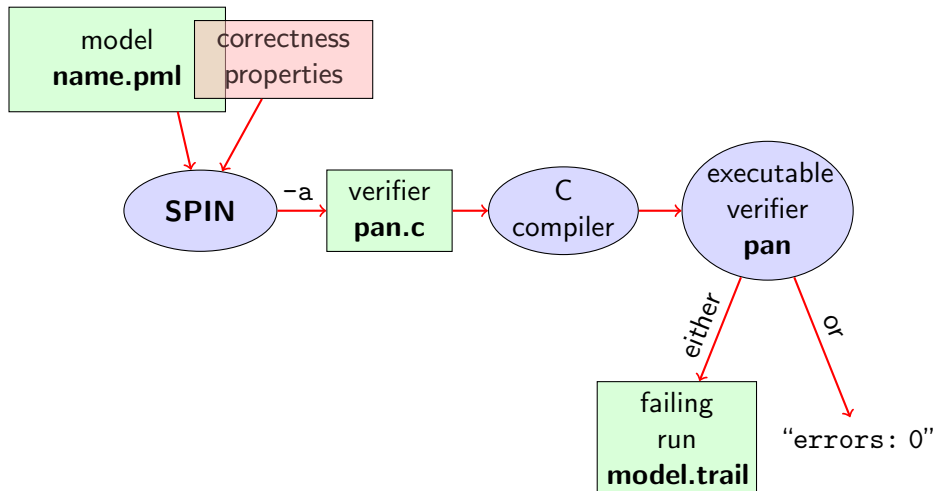 model
name.pml
correctness
properties
SPIN
-a
verifier
pan.c
C
compiler
executable
verifier
pan
either
or
failing
run
model.trail
“errors: 0”